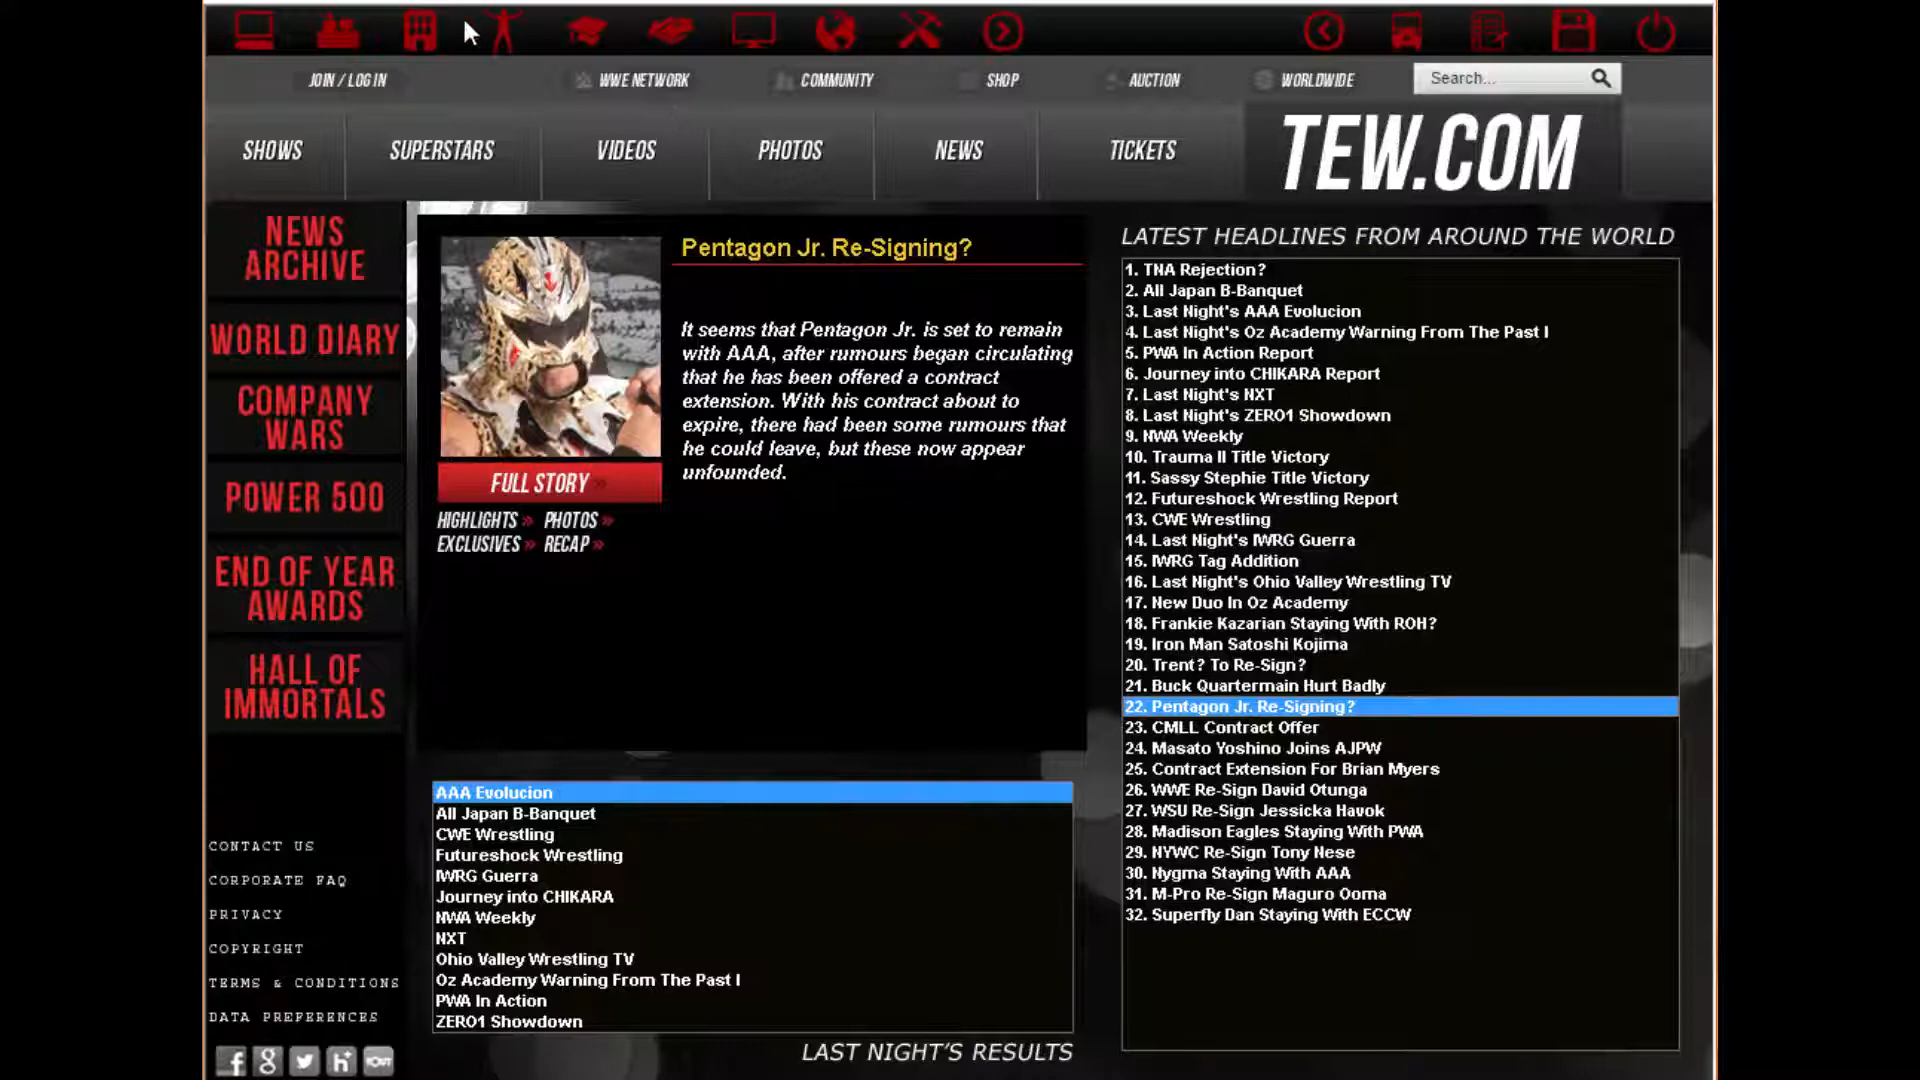 JOIN / LOG IN
WWE NETWORK
COMMUNITY
SHOP
AUCTION
WORLDWIDE
Search...
SHOWS
SUPERSTARS
VIDEOS
PHOTOS
NEWS
TICKETS
TEW.COM
NEWS
ARCHIVE
WORLD DIARY
COMPANY
WARS
POWER 500
END OF YEAR
AWARDS
HALL OF
IMMORTALS
CONTACT US
CORPORATE FAQ
PRIVACY
COPYRIGHT
TERMS & CONDITIONS
DATA PREFERENCES
Pentagon Jr. Re-Signing?
It seems that Pentagon Jr. is set to remain
with AAA, after rumours began circulating
that he has been offered a contract
extension. With his contract about to
expire, there had been some rumours that
he could leave, but these now appear
unfounded.
FULL STORY »
HIGHLIGHTS » PHOTOS »
EXCLUSIVES » RECAP »
AAA Evolucion
All Japan B-Banquet
CWE Wrestling
Futureshock Wrestling
IWRG Guerra
Journey into CHIKARA
NWA Weekly
NXT
Ohio Valley Wrestling TV
Oz Academy Warning From The Past I
PWA In Action
ZERO1 Showdown
LAST NIGHT'S RESULTS
LATEST HEADLINES FROM AROUND THE WORLD
1. TNA Rejection?
2. All Japan B-Banquet
3. Last Night's AAA Evolucion
4. Last Night's Oz Academy Warning From The Past I
5. PWA In Action Report
6. Journey into CHIKARA Report
7. Last Night's NXT
8. Last Night's ZERO1 Showdown
9. NWA Weekly
10. Trauma II Title Victory
11. Sassy Stephie Title Victory
12. Futureshock Wrestling Report
13. CWE Wrestling
14. Last Night's IWRG Guerra
15. IWRG Tag Addition
16. Last Night's Ohio Valley Wrestling TV
17. New Duo In Oz Academy
18. Frankie Kazarian Staying With ROH?
19. Iron Man Satoshi Kojima
20. Trent? To Re-Sign?
21. Buck Quartermain Hurt Badly
22. Pentagon Jr. Re-Signing?
23. CMLL Contract Offer
24. Masato Yoshino Joins AJPW
25. Contract Extension For Brian Myers
26. WWE Re-Sign David Otunga
27. WSU Re-Sign Jessicka Havok
28. Madison Eagles Staying With PWA
29. NYWC Re-Sign Tony Nese
30. Nygma Staying With AAA
31. M-Pro Re-Sign Maguro Ooma
32. Superfly Dan Staying With ECCW